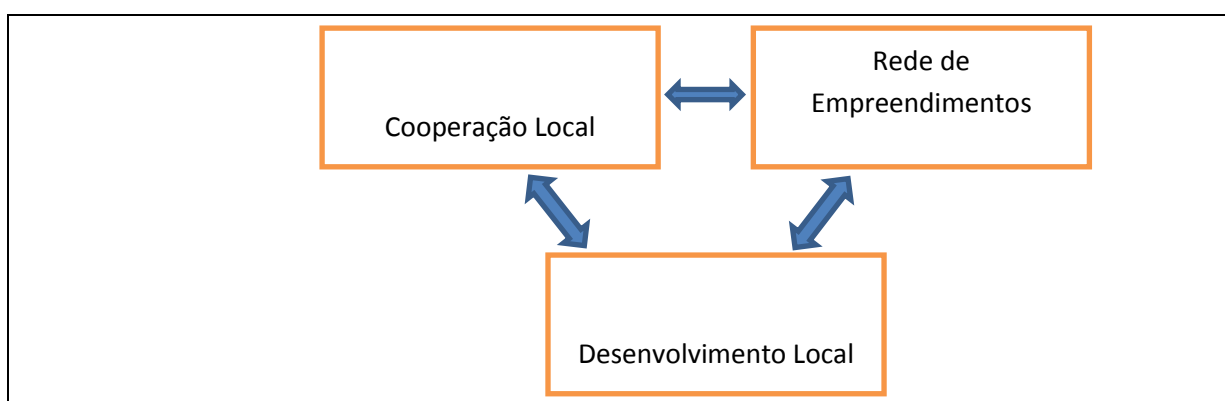 Cooperação Local
Rede de
Empreendimentos
Desenvolvimento Local